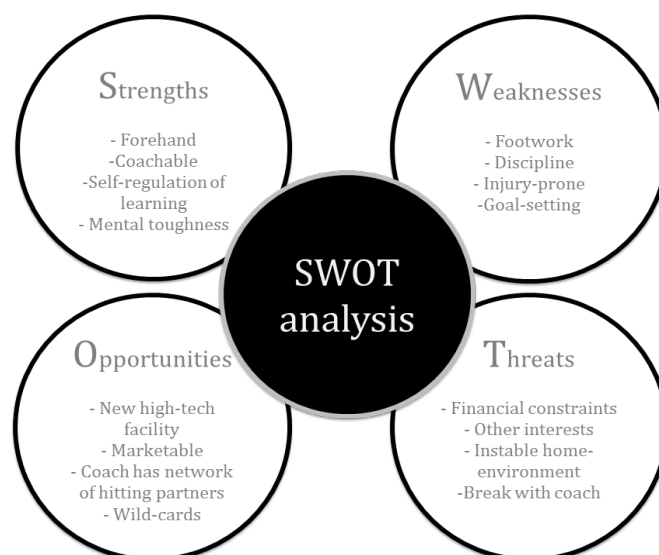 Strengths
- Forehand
-Coachable
-Self-regulation of
learning
- Mental toughness
Weaknesses
- Footwork
- Discipline
- Injury-prone
-Goal-setting
SWOT
analysis
Opportunities
- New high-tech
facility
- Marketable
- Coach has network
of hitting partners
- Wild-cards
Threats
- Financial constraints
- Other interests
- Instable home-
environment
-Break with coach